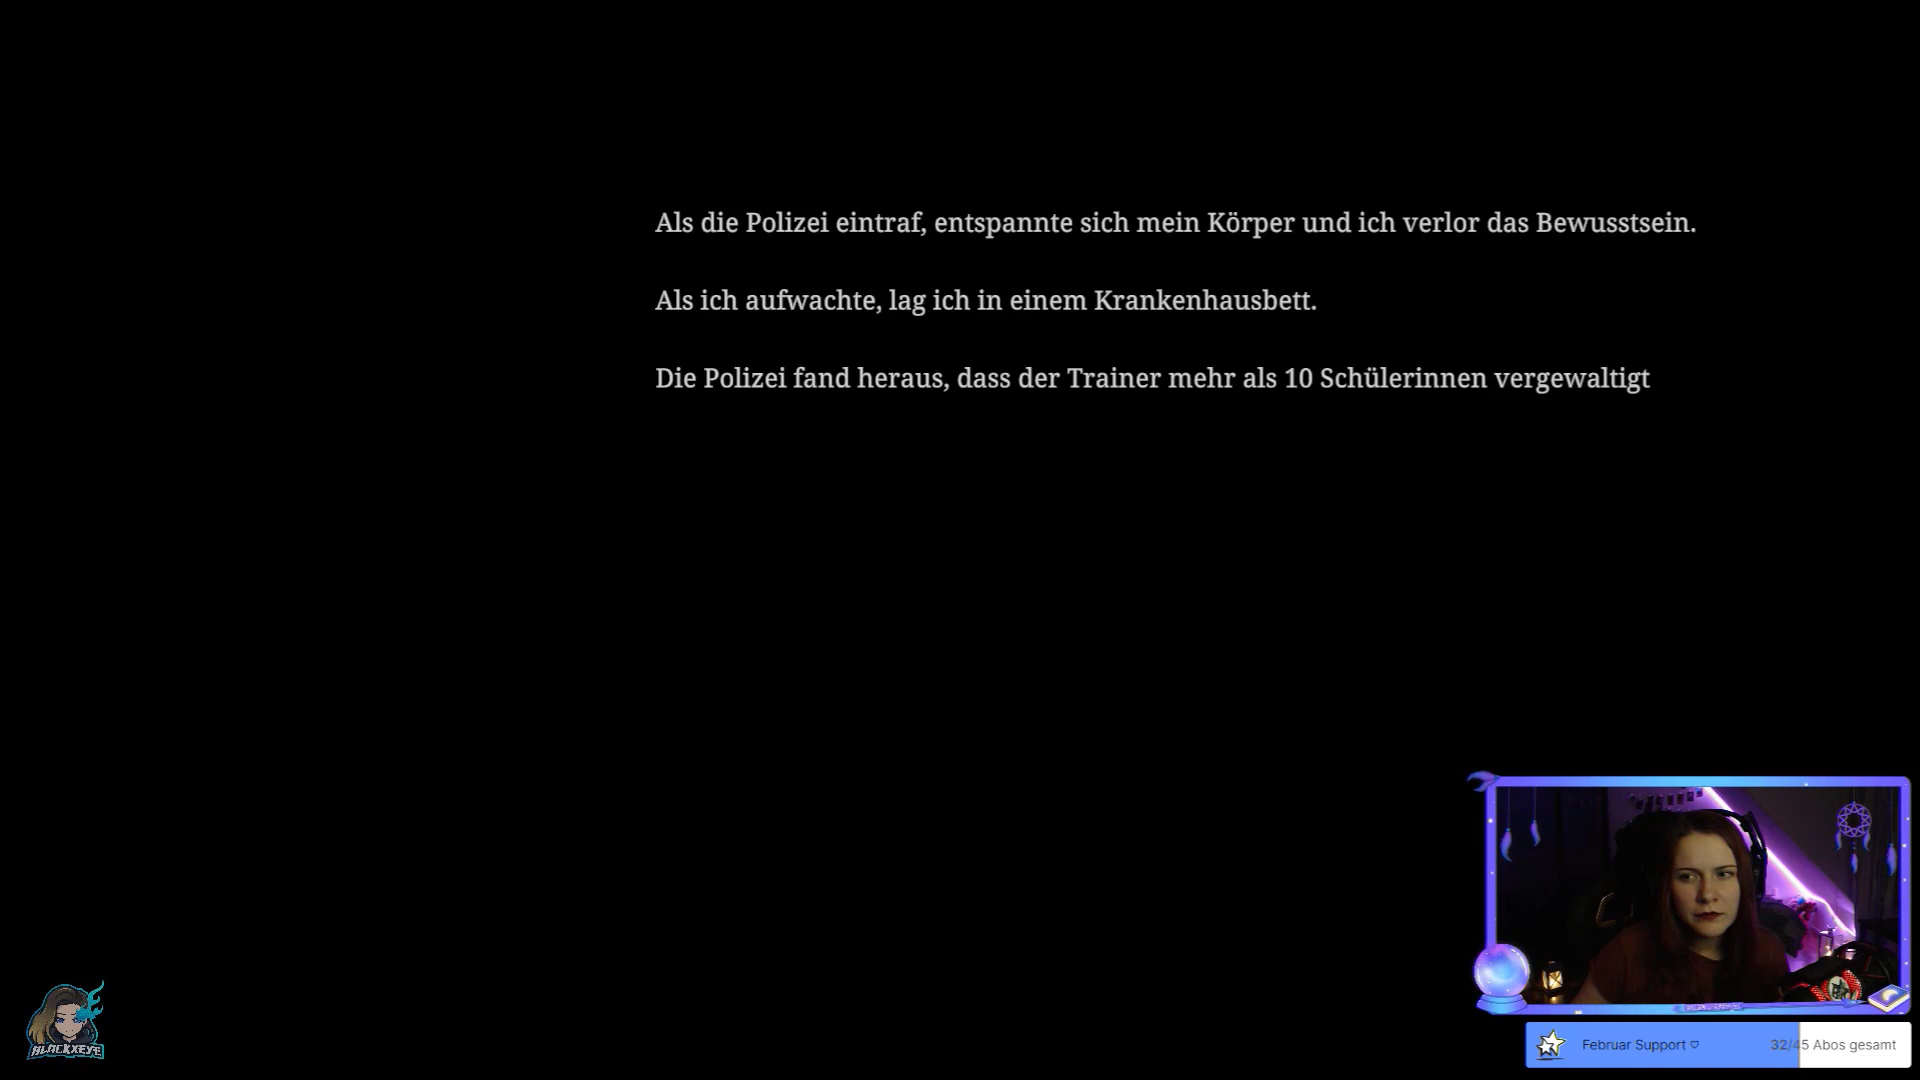 Als die Polizei eintraf, entspannte sich mein Körper und ich verlor das Bewusstsein.
Als ich aufwachte, lag ich in einem Krankenhausbett.
Die Polizei fand heraus, dass der Trainer mehr als 10 Schülerinnen vergewaltigt
BLACKXEYE
Februar Support ♡ 32/45 Abos gesamt